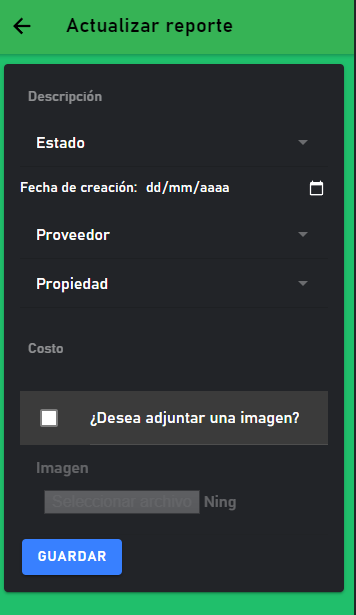 Actualizar reporte
Descripción
Estado
Fecha de creación: dd/mm/aaaa
Proveedor
Propiedad
Costo
¿Desea adjuntar una imagen?
Imagen
Seleccionar archivo Ning
GUARDAR